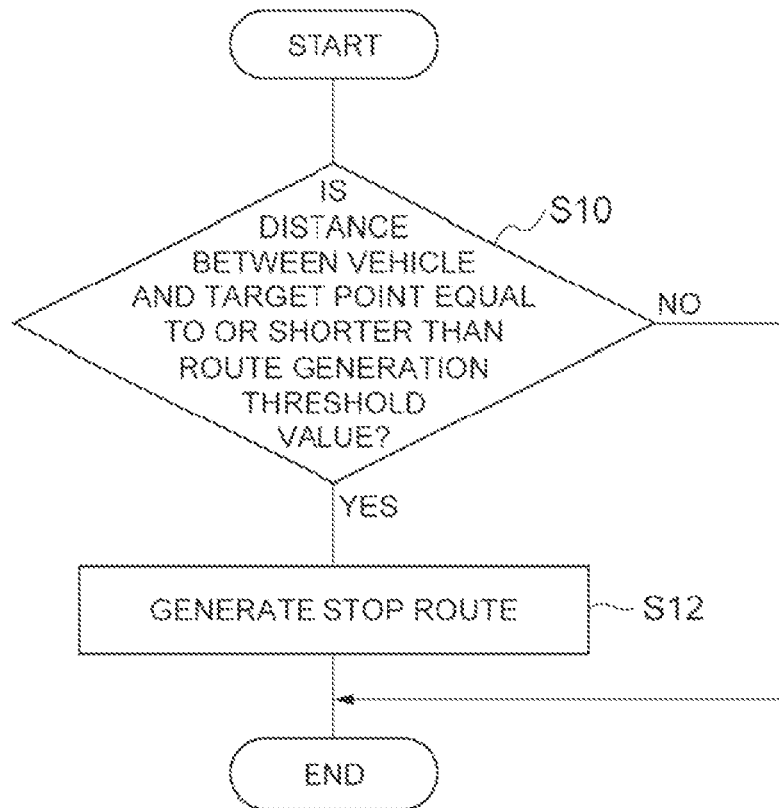 START
IS
DISTANCE
BETWEEN VEHICLE
AND TARGET POINT EQUAL
TO OR SHORTER THAN
ROUTE GENERATION
THRESHOLD
VALUE?
S10
NO
YES
GENERATE STOP ROUTE
S12
END